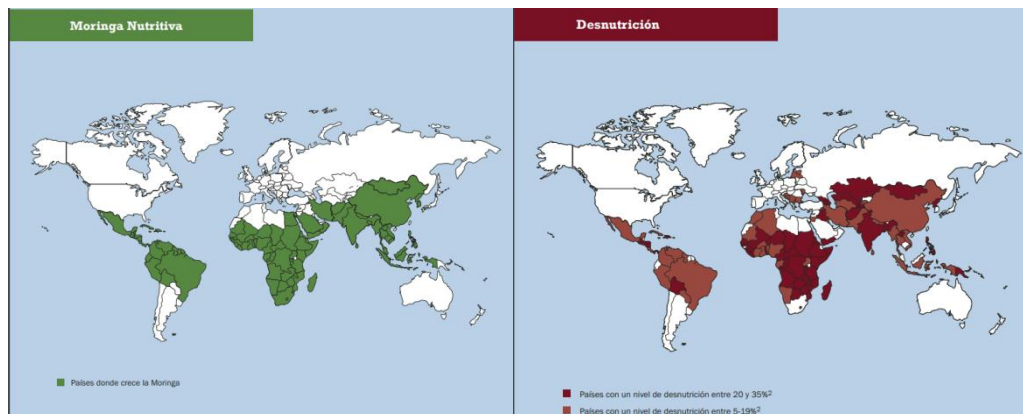 Moringa Nutritiva
Desnutrición
Países donde crece la Moringa
Países con un nivel de desnutrición entre 20 y 35%²
Países con un nivel de desnutrición entre 5-19%²